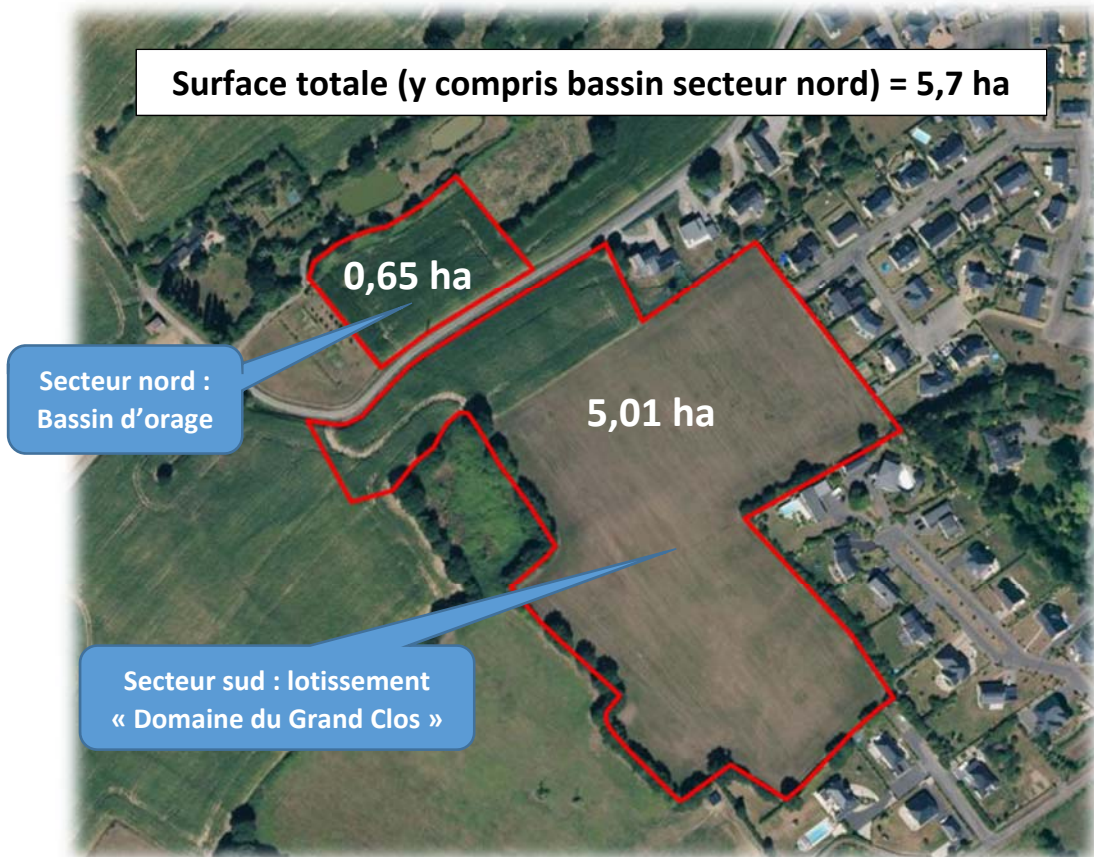 Surface totale (y compris bassin secteur nord) = 5,7 ha
0,65 ha
Secteur nord :
Bassin d’orage
5,01 ha
Secteur sud : lotissement
« Domaine du Grand Clos »